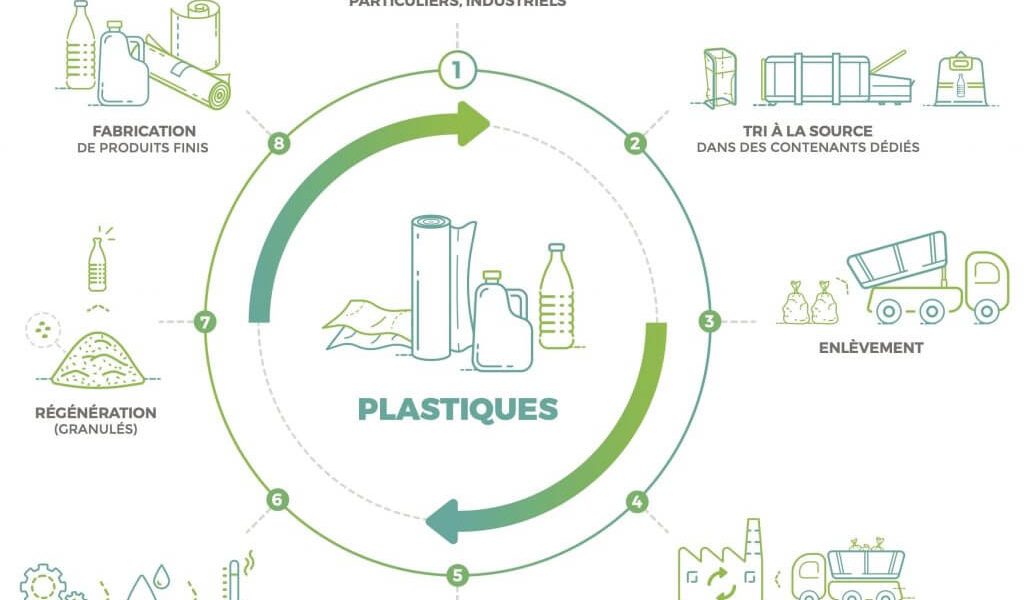 PARTICULIERS, INDUSTRIELS
1
2
TRI À LA SOURCE
DANS DES CONTENANTS DÉDIÉS
3
ENLÈVEMENT
4
5
6
7
RÉGÉNÉRATION
(GRANULÉS)
8
FABRICATION
DE PRODUITS FINIS
PLASTIQUES